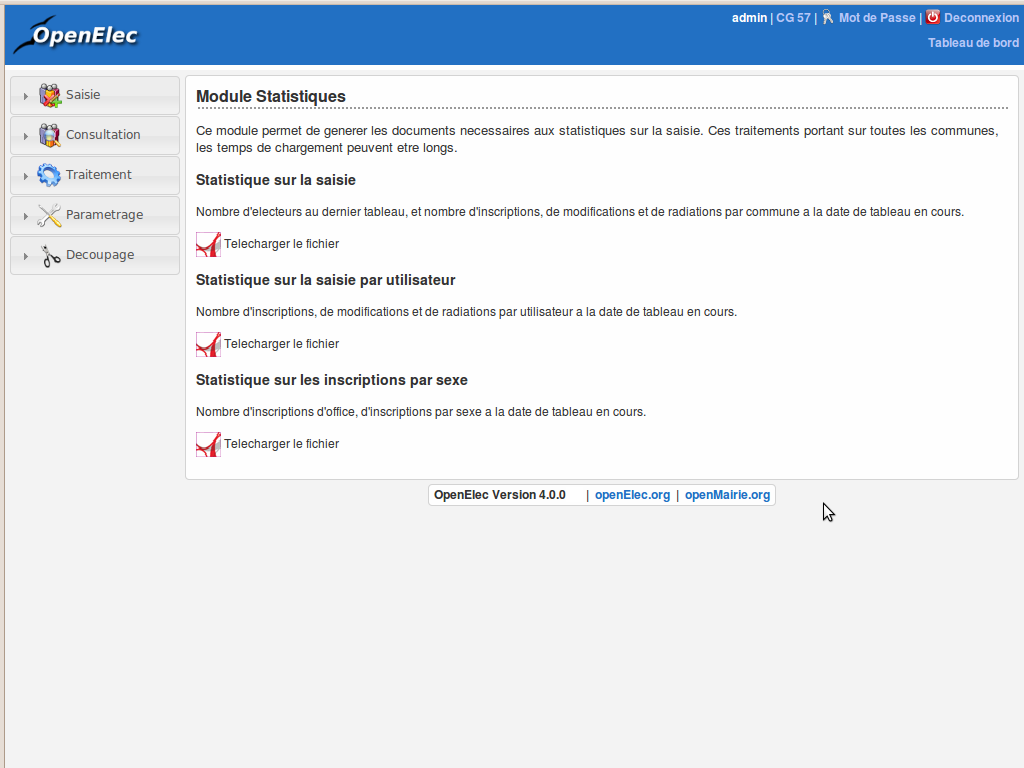 OpenElec
admin | CG 57 | Mot de Passe | Deconnexion
Tableau de bord
Saisie
Consultation
Traitement
Parametrage
Decoupage
Module Statistiques
Ce module permet de generer les documents necessaires aux statistiques sur la saisie. Ces traitements portant sur toutes les communes,
les temps de chargement peuvent etre longs.
Statistique sur la saisie
Nombre d'electeurs au dernier tableau, et nombre d'inscriptions, de modifications et de radiations par commune a la date de tableau en cours.
Telecharger le fichier
Statistique sur la saisie par utilisateur
Nombre d'inscriptions, de modifications et de radiations par utilisateur a la date de tableau en cours.
Telecharger le fichier
Statistique sur les inscriptions par sexe
Nombre d'inscriptions d'office, d'inscriptions par sexe a la date de tableau en cours.
Telecharger le fichier
OpenElec Version 4.0.0 | openElec.org | openMairie.org